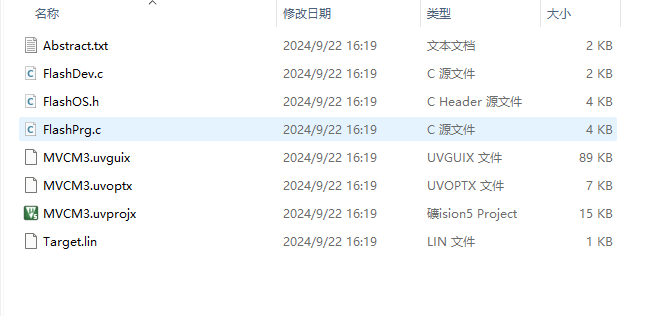 名称 修改日期 类型 大小
Abstract.txt 2024/9/22 16:19 文本文档 2 KB
FlashDev.c 2024/9/22 16:19 C 源文件 2 KB
FlashOS.h 2024/9/22 16:19 C Header 源文件 4 KB
FlashPrg.c 2024/9/22 16:19 C 源文件 4 KB
MVCM3.uvguix 2024/9/22 16:19 UVGUIX 文件 89 KB
MVCM3.uvoptx 2024/9/22 16:19 UVOPTX 文件 7 KB
MVCM3.uvprojx 2024/9/22 16:19 礦ision5 Project 15 KB
Target.lin 2024/9/22 16:19 LIN 文件 1 KB